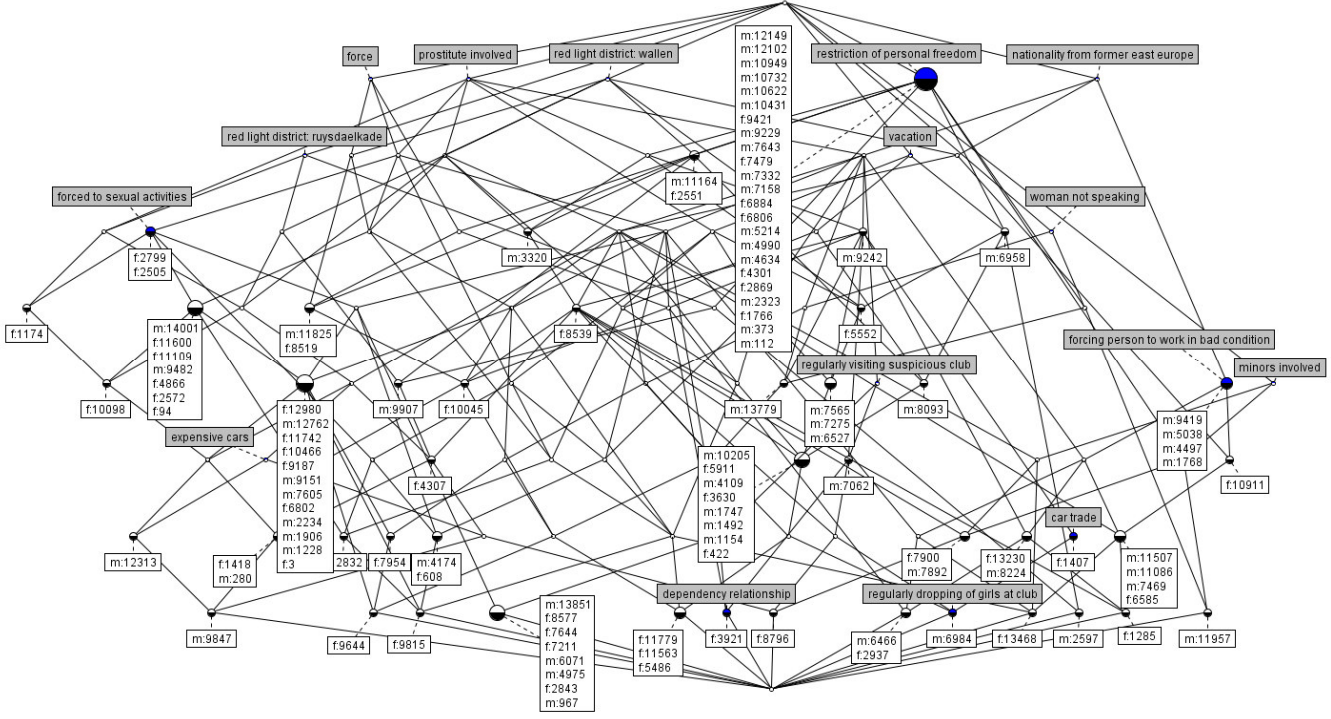 force
prostitute involved
red light district: wallen
restriction of personal freedom
nationality from former east europe
m:12149
m:12102
m:10949
m:10732
m:10622
m:10431
f:9421
m:9229
m:7643
f:7479
m:7332
m:7158
f:6884
f:6806
m:5214
m:4990
m:4634
f:4301
f:2869
m:2323
f:1766
m:373
m:112
red light district: ruysdaelkade
vacation
m:11164
f:2551
forced to sexual activities
woman not speaking
f:2799
f:2505
m:3320
m:9242
m:6958
f:1174
m:14001
f:11600
f:11109
m:9482
f:4866
f:2572
f:94
m:11825
f:8519
f:8539
f:5552
forcing person to work in bad condition
regularly visiting suspicious club
minors involved
f:10098
f:12980
m:12762
f:11742
f:10466
f:9187
m:9151
m:7605
f:6802
m:2234
m:1906
m:1228
f:3
m:9907
f:10045
m:13779
m:7565
m:7275
m:6527
m:8093
m:9419
m:5038
m:4497
m:1768
expensive cars
f:4307
m:10205
f:5911
m:4109
f:3630
m:1747
m:1492
m:1154
f:422
m:7062
f:10911
car trade
m:12313
f:1418
m:280
2832
f:7954
m:4174
f:608
f:7900
m:7892
f:13230
m:8224
f:1407
m:11507
m:11086
m:7469
f:6585
dependency relationship
regularly dropping of girls at club
m:9847
f:9644
f:9815
m:13851
f:8577
f:7644
f:7211
m:6071
m:4975
f:2843
m:967
f:11779
f:11563
f:5486
f:3921
f:8796
m:6466
f:2937
m:6984
f:13468
m:2597
f:1285
m:11957